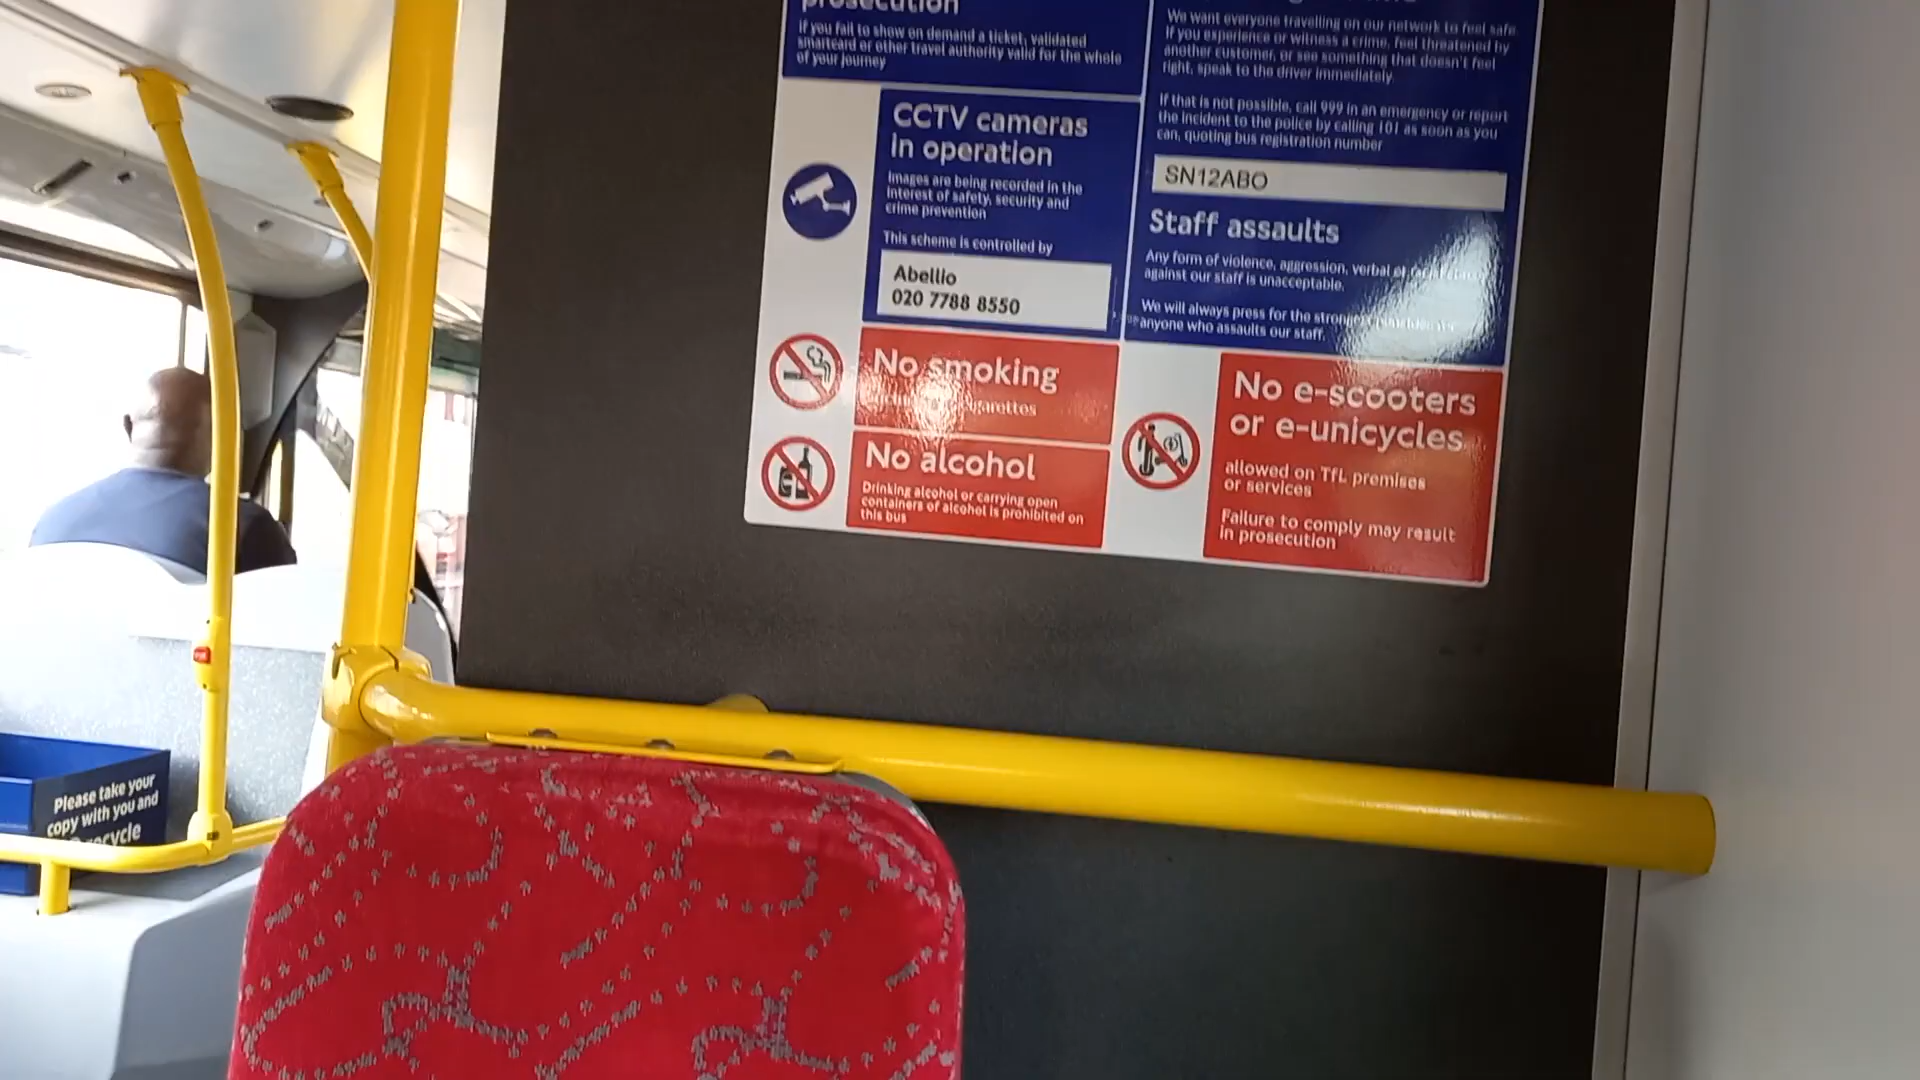 prosecution
If you fail to show on demand a ticket, validated
smartcard or other travel authority valid for the whole
of your journey
CCTV cameras
in operation
Images are being recorded in the
interest of safety, security and
crime prevention
This scheme is controlled by
Abellio
020 7788 8550
No smoking
No alcohol
Drinking alcohol or carrying open
containers of alcohol is prohibited on
this bus
We want everyone travelling on our network to feel safe.
If you experience or witness a crime, feel threatened by
another customer, or see something that doesn't feel
right, speak to the driver immediately.
If that is not possible, call 999 in an emergency or report
the incident to the police by calling 101 as soon as you
can, quoting bus registration number
SN12ABO
Staff assaults
Any form of violence, aggression, verbal or
against our staff is unacceptable.
We will always press for the strongest
anyone who assaults our staff.
No e-scooters
or e-unicycles
allowed on TfL premises
or services
Failure to comply may result
in prosecution
Please take your
copy with you and
recycle